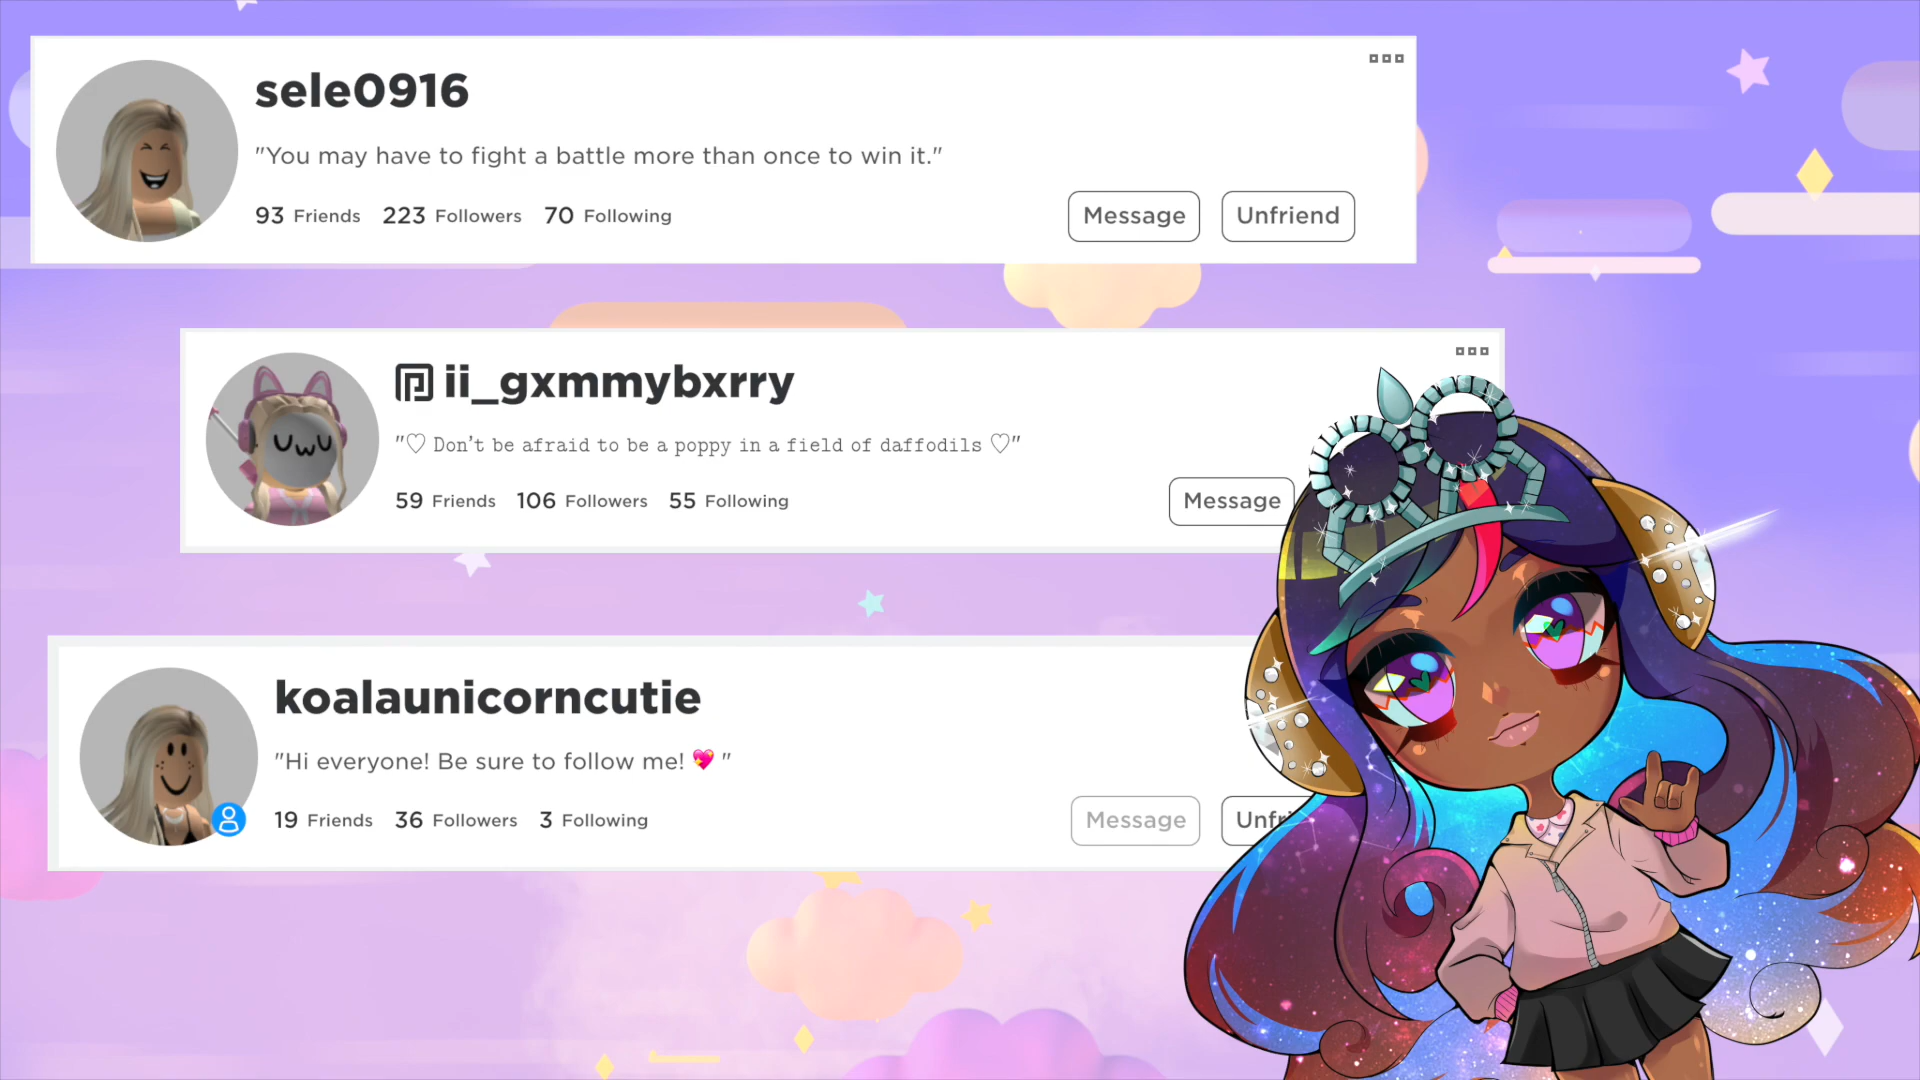 sele0916
"You may have to fight a battle more than once to win it."
93 Friends 223 Followers 70 Following
Message Unfriend
ii_gxmmybxrry
UwU
"♡ Don't be afraid to be a poppy in a field of daffodils ♡"
59 Friends 106 Followers 55 Following
Message
koalaunicorncutie
"Hi everyone! Be sure to follow me! 💖 "
19 Friends 36 Followers 3 Following
Message Unfri